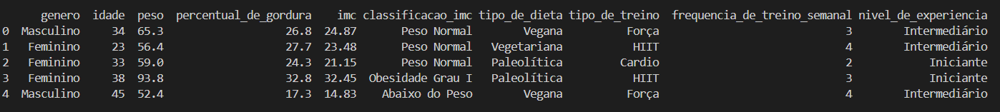 genero idade peso percentual_de_gordura imc classificacao_imc tipo_de_dieta tipo_de_treino frequencia_de_treino_semanal nivel_de_experiencia
0 Masculino 34 65.3 26.8 24.87 Peso Normal Vegana Força 3 Intermediário
1 Feminino 23 56.4 27.7 23.48 Peso Normal Vegetariana HIIT 4 Intermediário
2 Feminino 33 59.0 24.3 21.15 Peso Normal Paleolítica Cardio 2 Iniciante
3 Feminino 38 93.8 32.8 32.45 Obesidade Grau I Paleolítica HIIT 3 Iniciante
4 Masculino 45 52.4 17.3 14.83 Abaixo do Peso Vegana Força 4 Intermediário